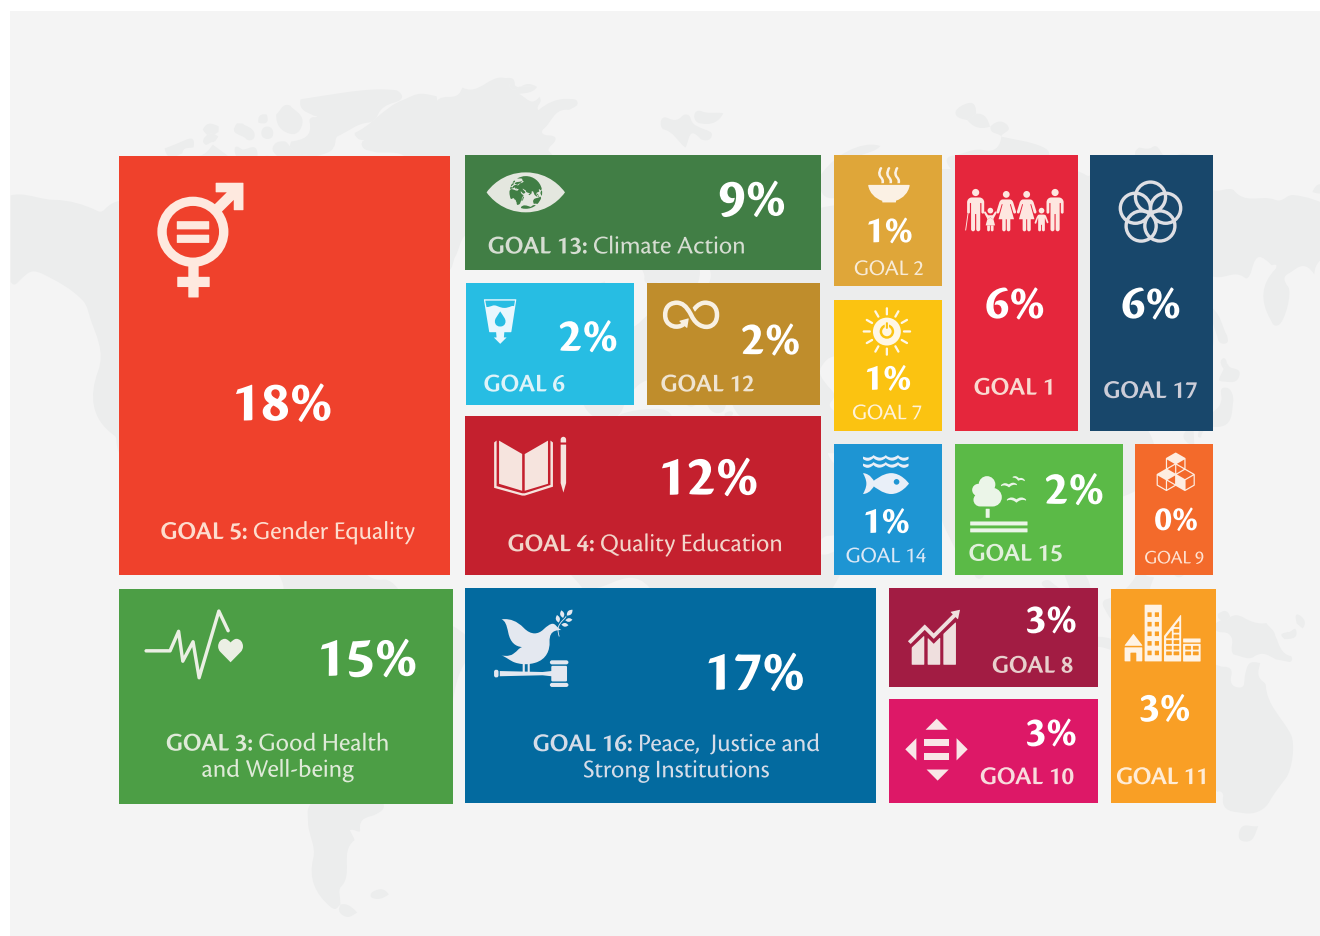 18%
GOAL 5: Gender Equality
9%
GOAL 13: Climate Action
2%
GOAL 6
2%
GOAL 12
12%
GOAL 4: Quality Education
1%
GOAL 2
1%
GOAL 7
1%
GOAL 14
6%
GOAL 1
6%
GOAL 17
2%
GOAL 15
0%
GOAL 9
15%
GOAL 3: Good Health
and Well-being
17%
GOAL 16: Peace, Justice and
Strong Institutions
3%
GOAL 8
3%
GOAL 10
3%
GOAL 11